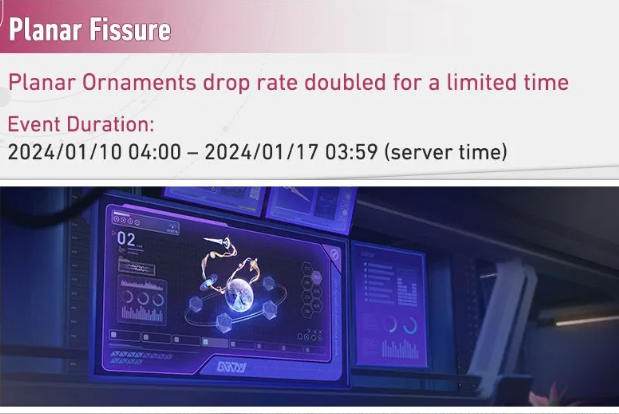 Planar Fissure
Planar Ornaments drop rate doubled for a limited time
Event Duration:
2024/01/10 04:00 – 2024/01/17 03:59 (server time)
02